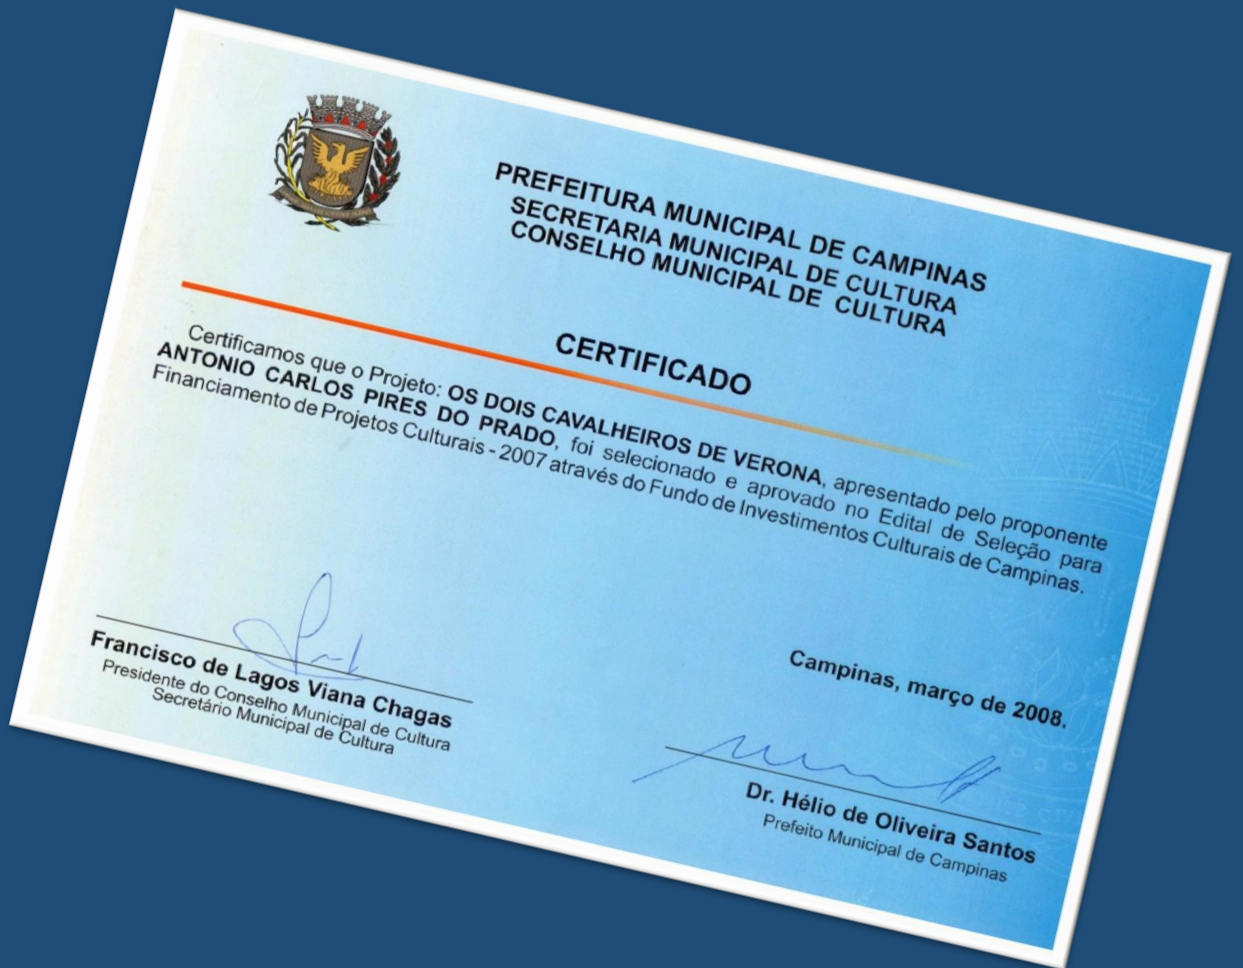 PREFEITURA MUNICIPAL DE CAMPINAS
SECRETARIA MUNICIPAL DE CULTURA
CONSELHO MUNICIPAL DE CULTURA
CERTIFICADO
Certificamos que o Projeto: OS DOIS CAVALHEIROS DE VERONA, apresentado pelo proponente
ANTONIO CARLOS PIRES DO PRADO, foi selecionado e aprovado no Edital de Seleção para
Financiamento de Projetos Culturais - 2007 através do Fundo de Investimentos Culturais de Campinas.
Campinas, março de 2008.
Francisco de Lagos Viana Chagas
Presidente do Conselho Municipal de Cultura
Secretário Municipal de Cultura
Dr. Hélio de Oliveira Santos
Prefeito Municipal de Campinas